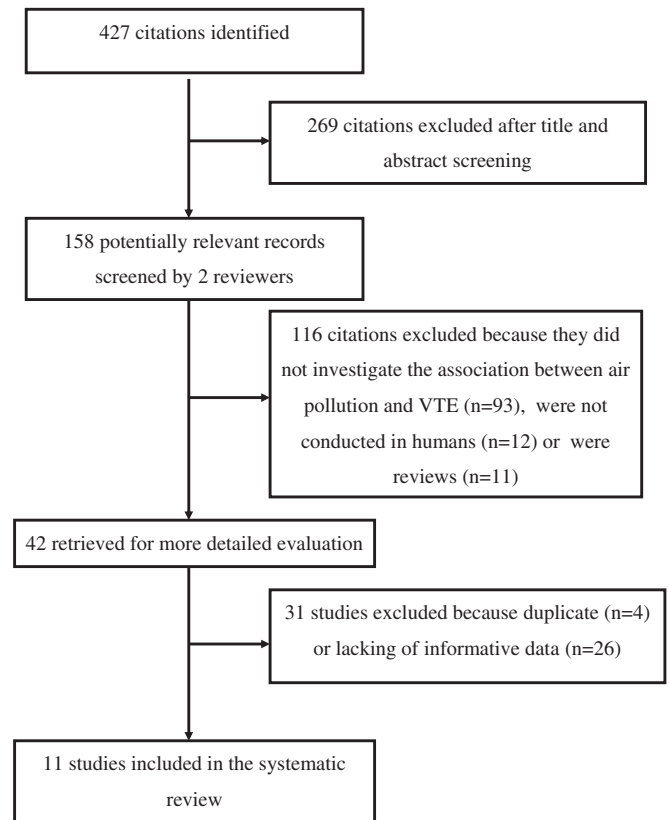 427 citations identified
269 citations excluded after title and
abstract screening
158 potentially relevant records
screened by 2 reviewers
116 citations excluded because they did
not investigate the association between air
pollution and VTE (n=93), were not
conducted in humans (n=12) or were
reviews (n=11)
42 retrieved for more detailed evaluation
31 studies excluded because duplicate (n=4)
or lacking of informative data (n=26)
11 studies included in the systematic
review